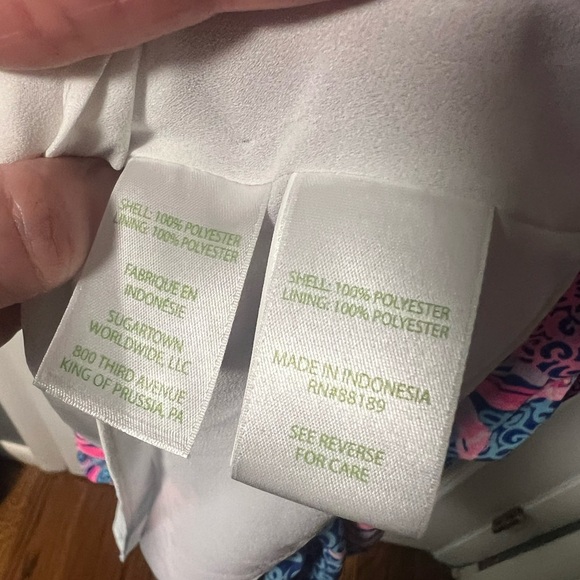 SHELL: 100% POLYESTER
LINING: 100% POLYESTER
FABRIQUE EN
INDONÉSIE
SUGARTOWN
WORLDWIDE, LLC
800 THIRD AVENUE
KING OF PRUSSIA, PA
SHELL: 100% POLYESTER
LINING: 100% POLYESTER
MADE IN INDONESIA
RN#88189
SEE REVERSE
FOR CARE